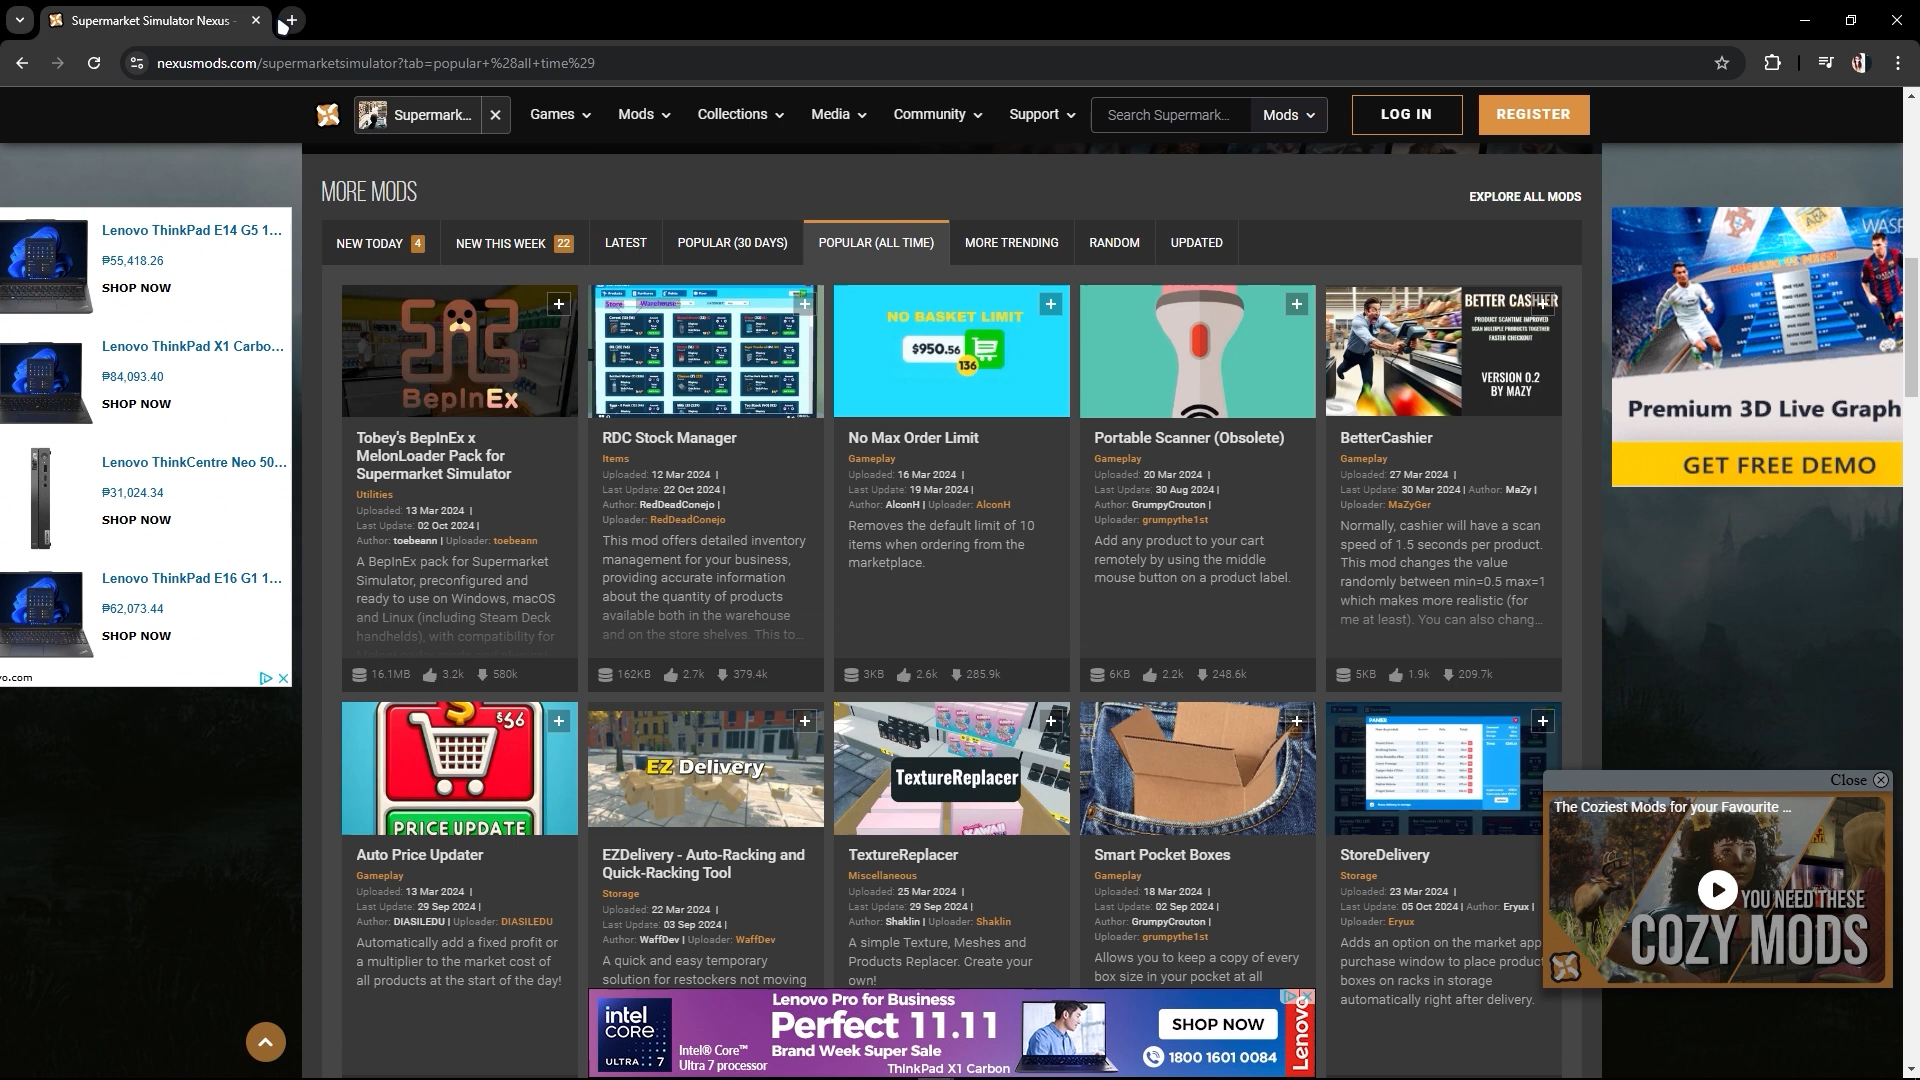 Supermarket Simulator Nexus -
nexusmods.com/supermarketsimulator?tab=popular+%28all+time%29
Supermark...
Games
Mods
Collections
Media
Community
Support
Search Supermark...
Mods
LOG IN
REGISTER
MORE MODS
EXPLORE ALL MODS
NEW TODAY 4
NEW THIS WEEK 22
LATEST
POPULAR (30 DAYS)
POPULAR (ALL TIME)
MORE TRENDING
RANDOM
UPDATED
Lenovo ThinkPad E14 G5 1...
₱55,418.26
SHOP NOW
Lenovo ThinkPad X1 Carbo...
₱84,093.40
SHOP NOW
Lenovo ThinkCentre Neo 50...
₱31,024.34
SHOP NOW
Lenovo ThinkPad E16 G1 1...
₱62,073.44
SHOP NOW
vo.com
BepInEx
Tobey's BepInEx x
MelonLoader Pack for
Supermarket Simulator
Utilities
Uploaded: 13 Mar 2024 |
Last Update: 02 Oct 2024 |
Author: toebeann | Uploader: toebeann
A BepInEx pack for Supermarket
Simulator, preconfigured and
ready to use on Windows, macOS
and Linux (including Steam Deck
handhelds), with compatibility for
16.1MB 3.2k 580k
Store Warehouse
RDC Stock Manager
Items
Uploaded: 12 Mar 2024 |
Last Update: 22 Oct 2024 |
Author: RedDeadConejo |
Uploader: RedDeadConejo
This mod offers detailed inventory
management for your business,
providing accurate information
about the quantity of products
available both in the warehouse
and on the store shelves. This to...
162KB 2.7k 379.4k
NO BASKET LIMIT
$950.56
136
No Max Order Limit
Gameplay
Uploaded: 16 Mar 2024 |
Last Update: 19 Mar 2024 |
Author: AlconH | Uploader: AlconH
Removes the default limit of 10
items when ordering from the
marketplace.
3KB 2.6k 285.9k
Portable Scanner (Obsolete)
Gameplay
Uploaded: 20 Mar 2024 |
Last Update: 30 Aug 2024 |
Author: GrumpyCrouton |
Uploader: grumpythe1st
Add any product to your cart
remotely by using the middle
mouse button on a product label.
6KB 2.2k 248.6k
BETTER CASHIER
PRODUCT SCANTIME IMPROVED
SCAN MULTIPLE PRODUCTS TOGETHER
FASTER CHECKOUT
VERSION 0.2
BY MAZY
BetterCashier
Gameplay
Uploaded: 27 Mar 2024 |
Last Update: 30 Mar 2024 | Author: MaZy |
Uploader: MaZyGer
Normally, cashier will have a scan
speed of 1.5 seconds per product.
This mod changes the value
randomly between min=0.5 max=1
which makes more realistic (for
me at least). You can also chang...
5KB 1.9k 209.7k
WASP
Premium 3D Live Graph
GET FREE DEMO
$66
PRICE UPDATE
Auto Price Updater
Gameplay
Uploaded: 13 Mar 2024 |
Last Update: 29 Sep 2024 |
Author: DIASILEDU | Uploader: DIASILEDU
Automatically add a fixed profit or
a multiplier to the market cost of
all products at the start of the day!
EZ Delivery
EZDelivery - Auto-Racking and
Quick-Racking Tool
Storage
Uploaded: 22 Mar 2024 |
Last Update: 03 Sep 2024 |
Author: WaffDev | Uploader: WaffDev
A quick and easy temporary
solution for restockers not moving
TextureReplacer
TextureReplacer
Miscellaneous
Uploaded: 25 Mar 2024 |
Last Update: 29 Sep 2024 |
Author: Shaklin | Uploader: Shaklin
A simple Texture, Meshes and
Products Replacer. Create your
own!
Smart Pocket Boxes
Gameplay
Uploaded: 18 Mar 2024 |
Last Update: 02 Sep 2024 |
Author: GrumpyCrouton |
Uploader: grumpythe1st
Allows you to keep a copy of every
box size in your pocket at all
StoreDelivery
Storage
Uploaded: 23 Mar 2024 |
Last Update: 05 Oct 2024 | Author: Eryux |
Uploader: Eryux
Adds an option on the market app
purchase window to place product
boxes on racks in storage
automatically right after delivery.
Close
The Coziest Mods for your Favourite ...
YOU NEED THESE
COZY MODS
intel
CORE
ULTRA 7
Intel® Core™
Ultra 7 processor
Lenovo Pro for Business
Perfect 11.11
Brand Week Super Sale
ThinkPad X1 Carbon
SHOP NOW
1800 1601 0084
Lenovo